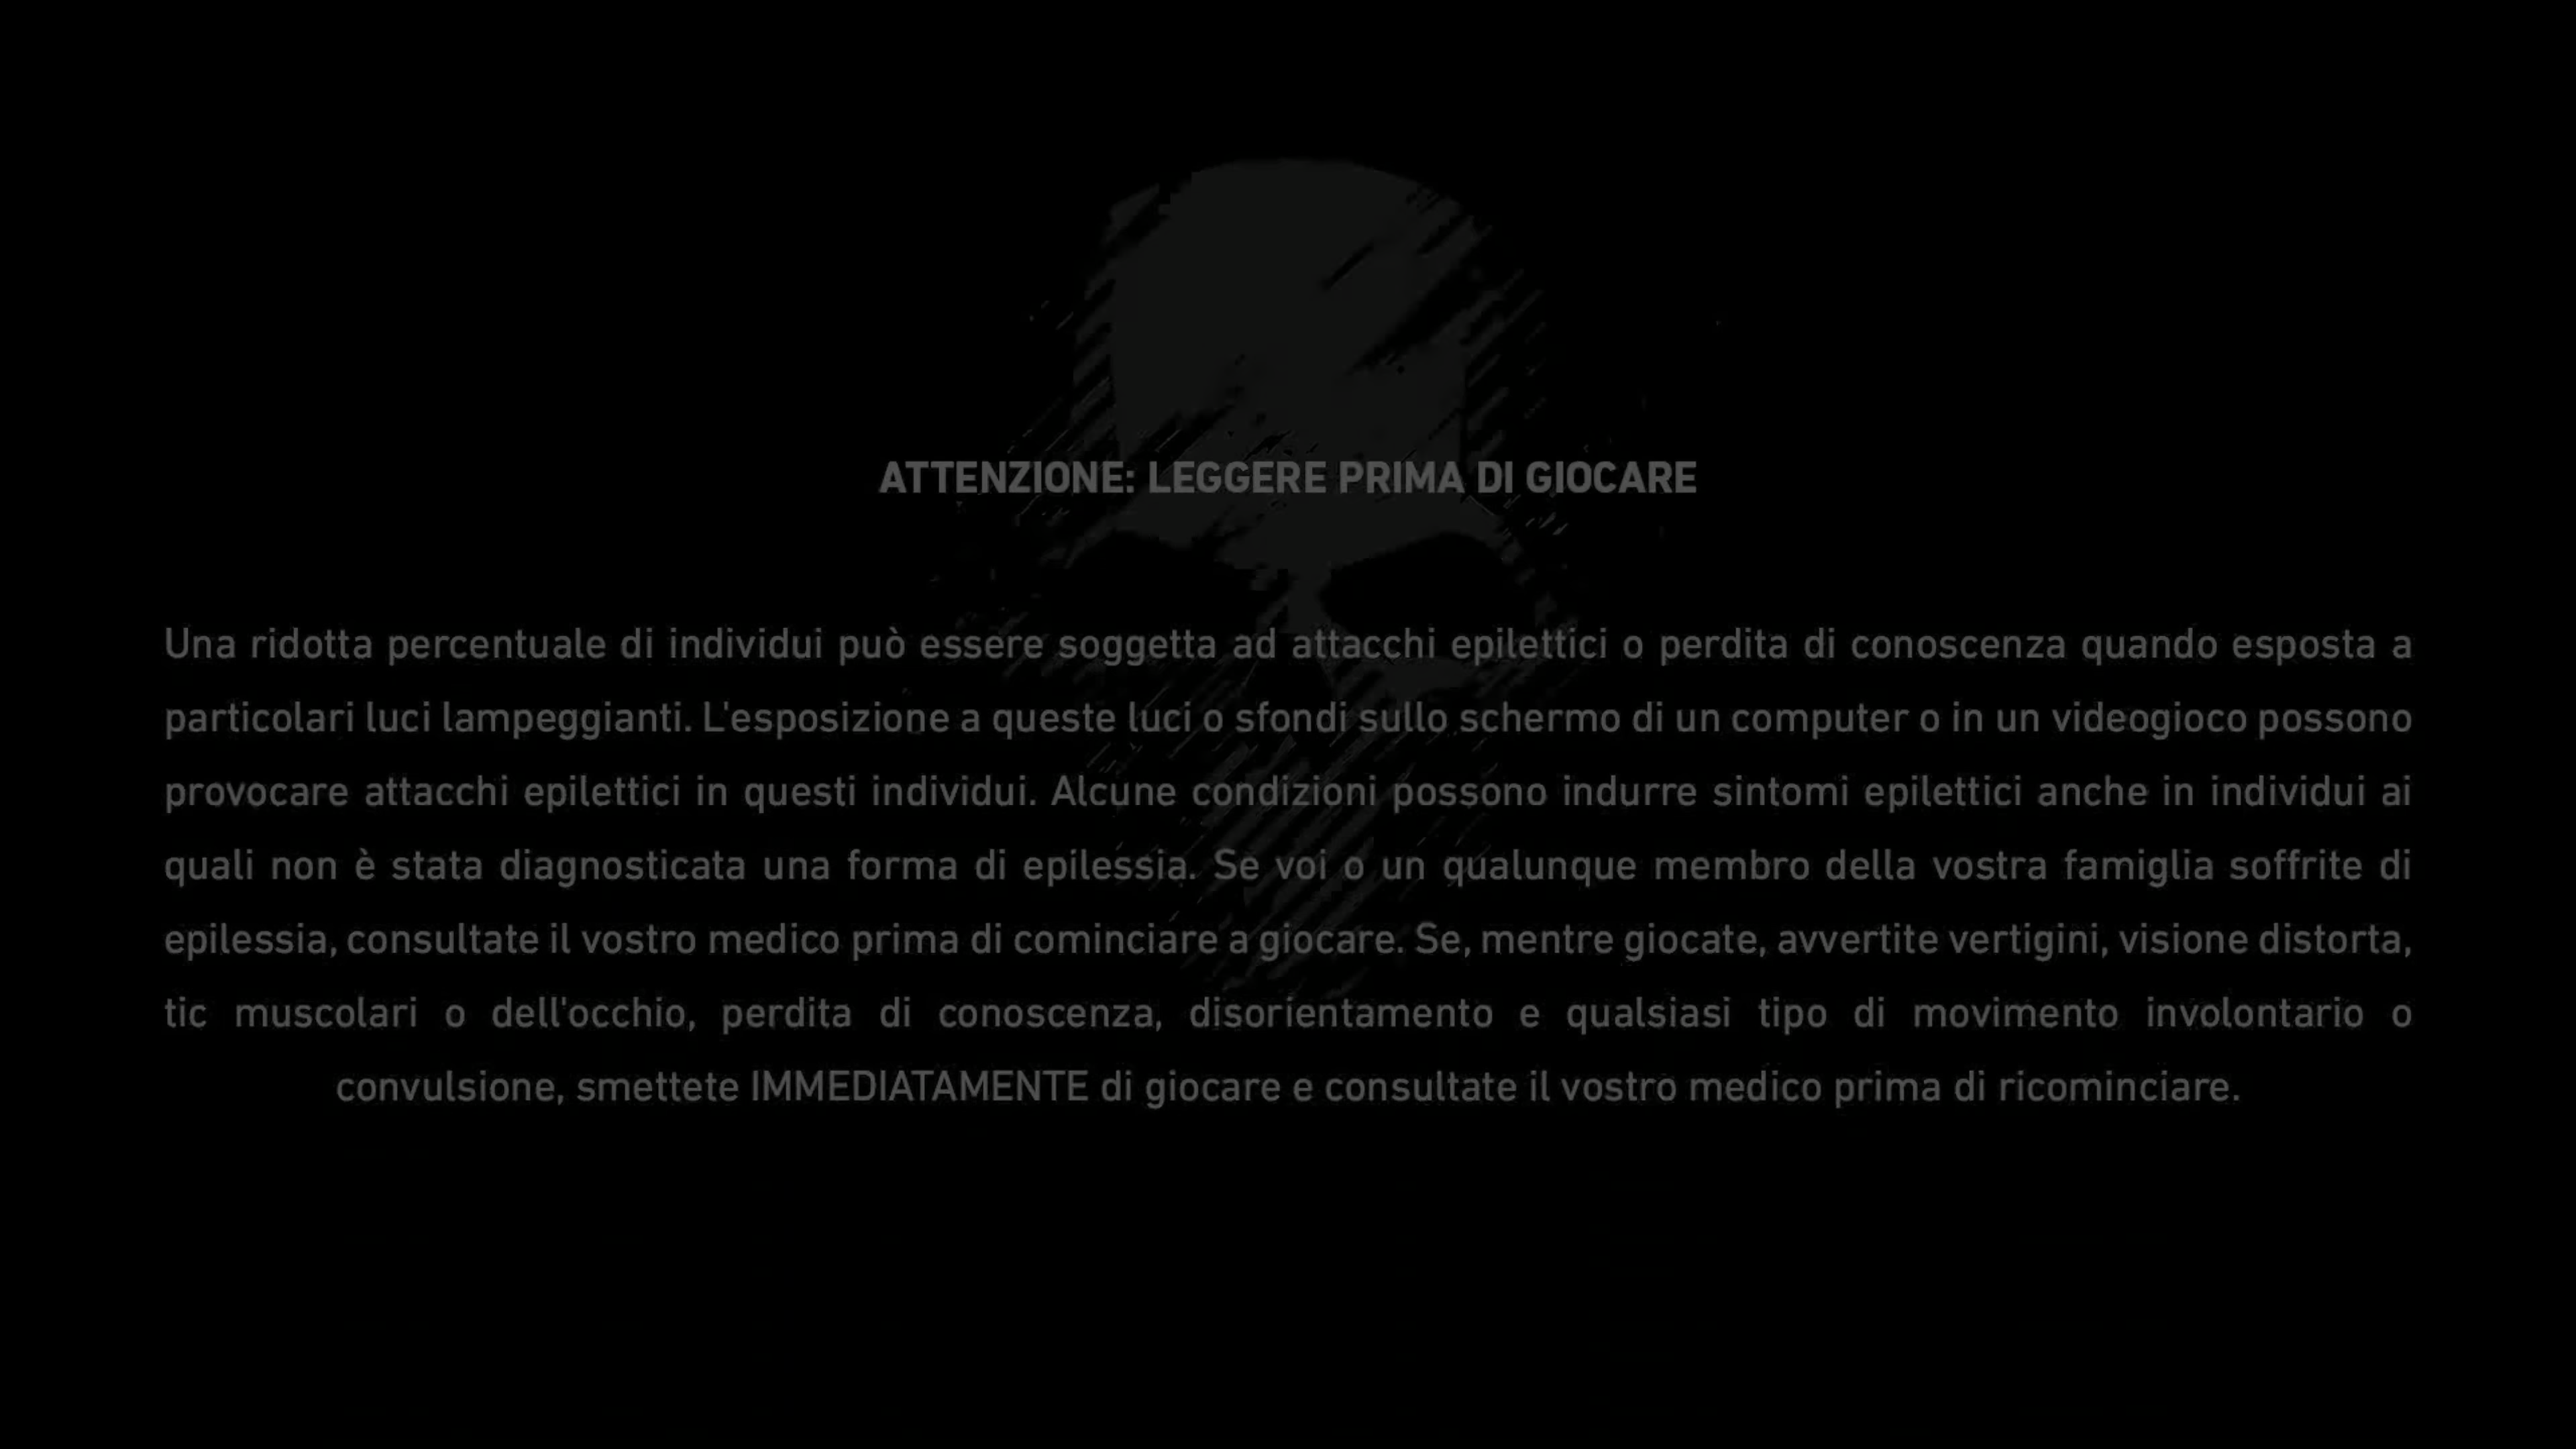 ATTENZIONE: LEGGERE PRIMA DI GIOCARE
Una ridotta percentuale di individui può essere soggetta ad attacchi epilettici o perdita di conoscenza quando esposta a
particolari luci lampeggianti. L'esposizione a queste luci o sfondi sullo schermo di un computer o in un videogioco possono
provocare attacchi epilettici in questi individui. Alcune condizioni possono indurre sintomi epilettici anche in individui ai
quali non è stata diagnosticata una forma di epilessia. Se voi o un qualunque membro della vostra famiglia soffrite di
epilessia, consultate il vostro medico prima di cominciare a giocare. Se, mentre giocate, avvertite vertigini, visione distorta,
tic muscolari o dell'occhio, perdita di conoscenza, disorientamento e qualsiasi tipo di movimento involontario o
convulsione, smettete IMMEDIATAMENTE di giocare e consultate il vostro medico prima di ricominciare.